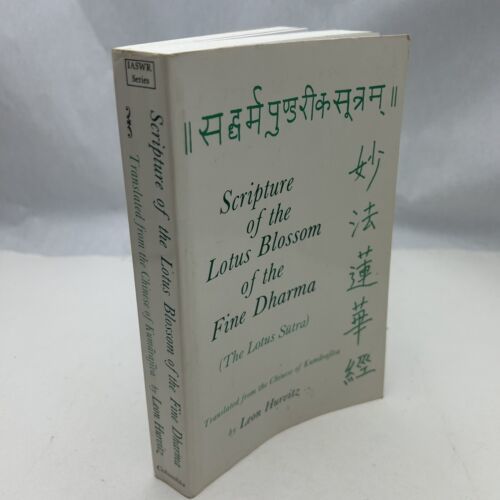 IASWR
Series
Scripture of the Lotus Blossom of the Fine Dharma
Translated from the Chinese of Kumārajīva by Leon Hurvitz
Columbia
॥ सद्धर्मपुण्डरीकसूत्रम् ॥
Scripture
of the
Lotus Blossom
of the
Fine Dharma
(The Lotus Sūtra)
Translated from the Chinese of Kumārajīva
by Leon Hurvitz
妙法蓮華經